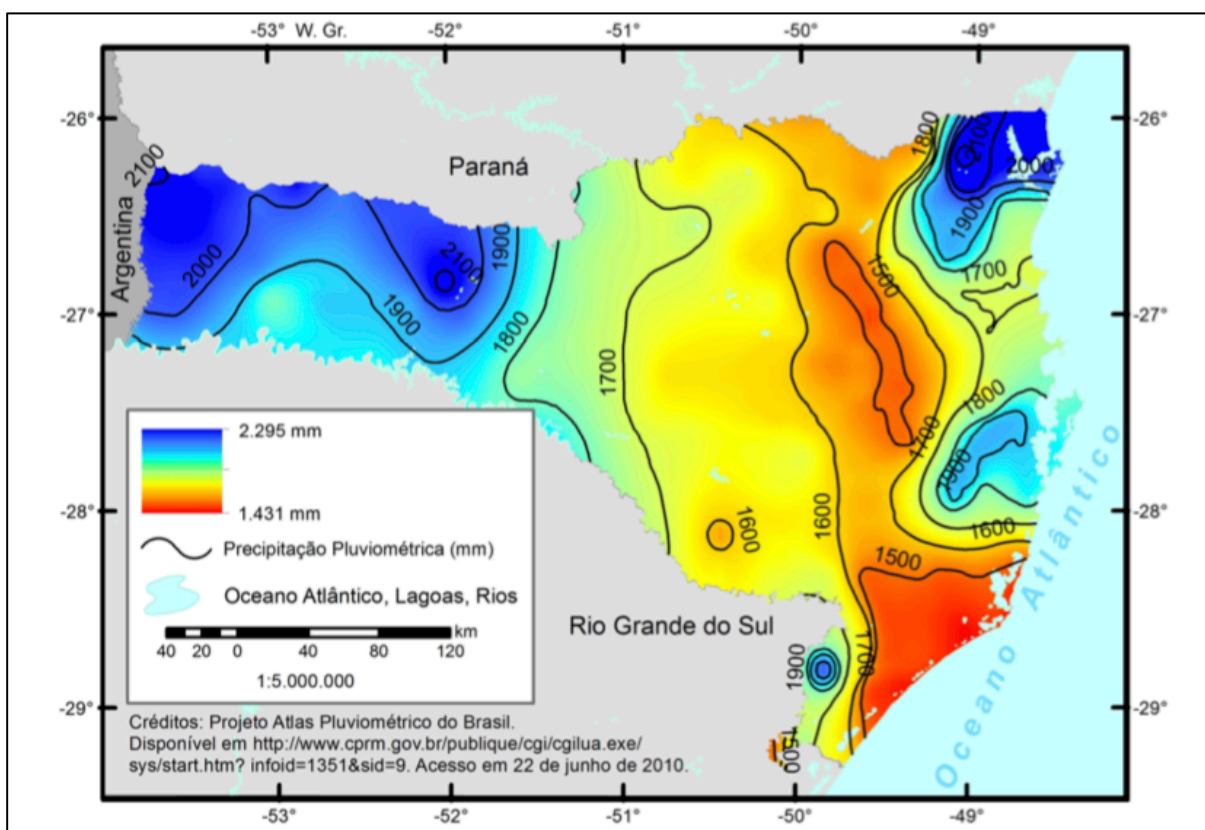 -53° W. Gr. -52° -51° -50° -49°
-26° -26°
1800
2100
2100
Paraná
2000
Argentina
1900
1900
2000
2100
1500
1700
-27° -27°
1900
1800
1700
1800
1700
2.295 mm
1900
1.431 mm
-28° -28°
1600
1600
1600
Precipitação Pluviométrica (mm)
1500
Oceano Atlântico, Lagoas, Rios
Rio Grande do Sul
km
40 20 0 40 80 120
1900
1700
1:5.000.000
Oceano Atlântico
-29° -29°
Créditos: Projeto Atlas Pluviométrico do Brasil.
1500
Disponível em http://www.cprm.gov.br/publique/cgi/cgilua.exe/
sys/start.htm? infoid=1351&sid=9. Acesso em 22 de junho de 2010.
-53° -52° -51° -50° -49°